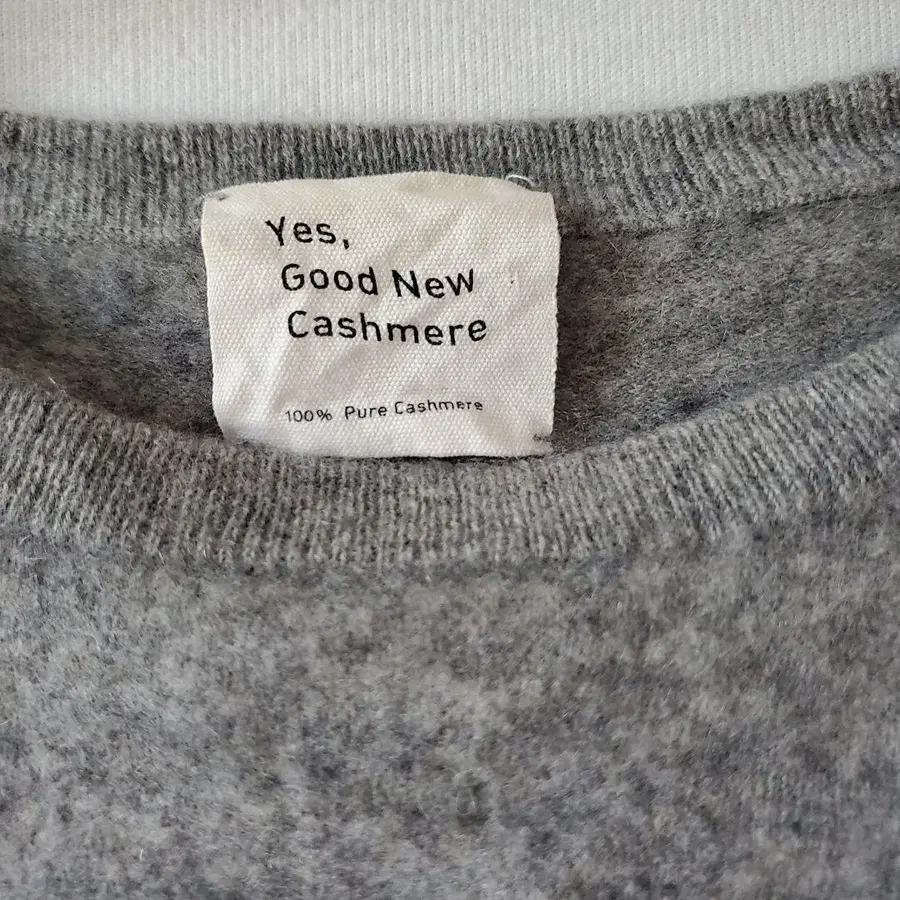 Yes,
Good New
Cashmere
100% Pure Cashmere